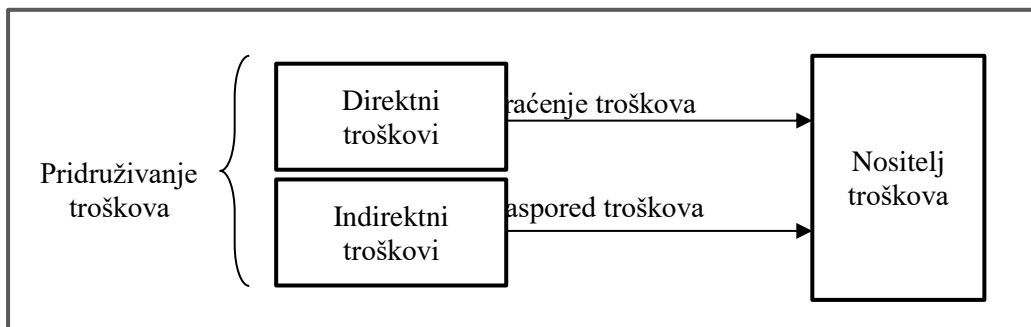 Direktni
troškovi
raćenje troškova
Pridruživanje
troškova
Nositelj
troškova
Indirektni
troškovi
aspored troškova